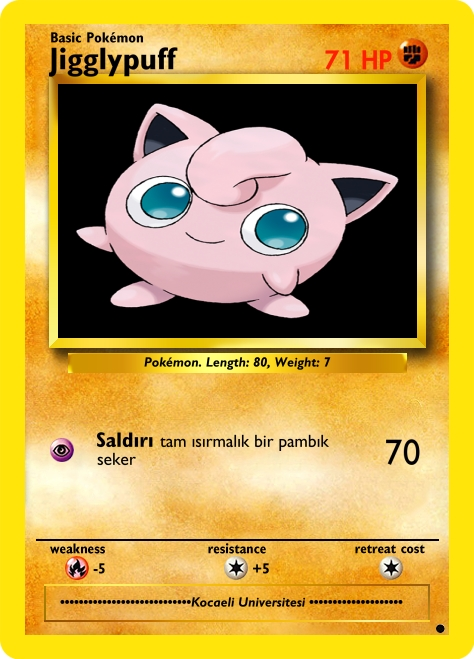 Basic Pokémon
Jigglypuff 71 HP
Pokémon. Length: 80, Weight: 7
Saldırı tam ısırmalık bir pambık
seker 70
weakness resistance retreat cost
-5 +5
••••••••••••••••••••••••••••Kocaeli Universitesi ••••••••••••••••••••